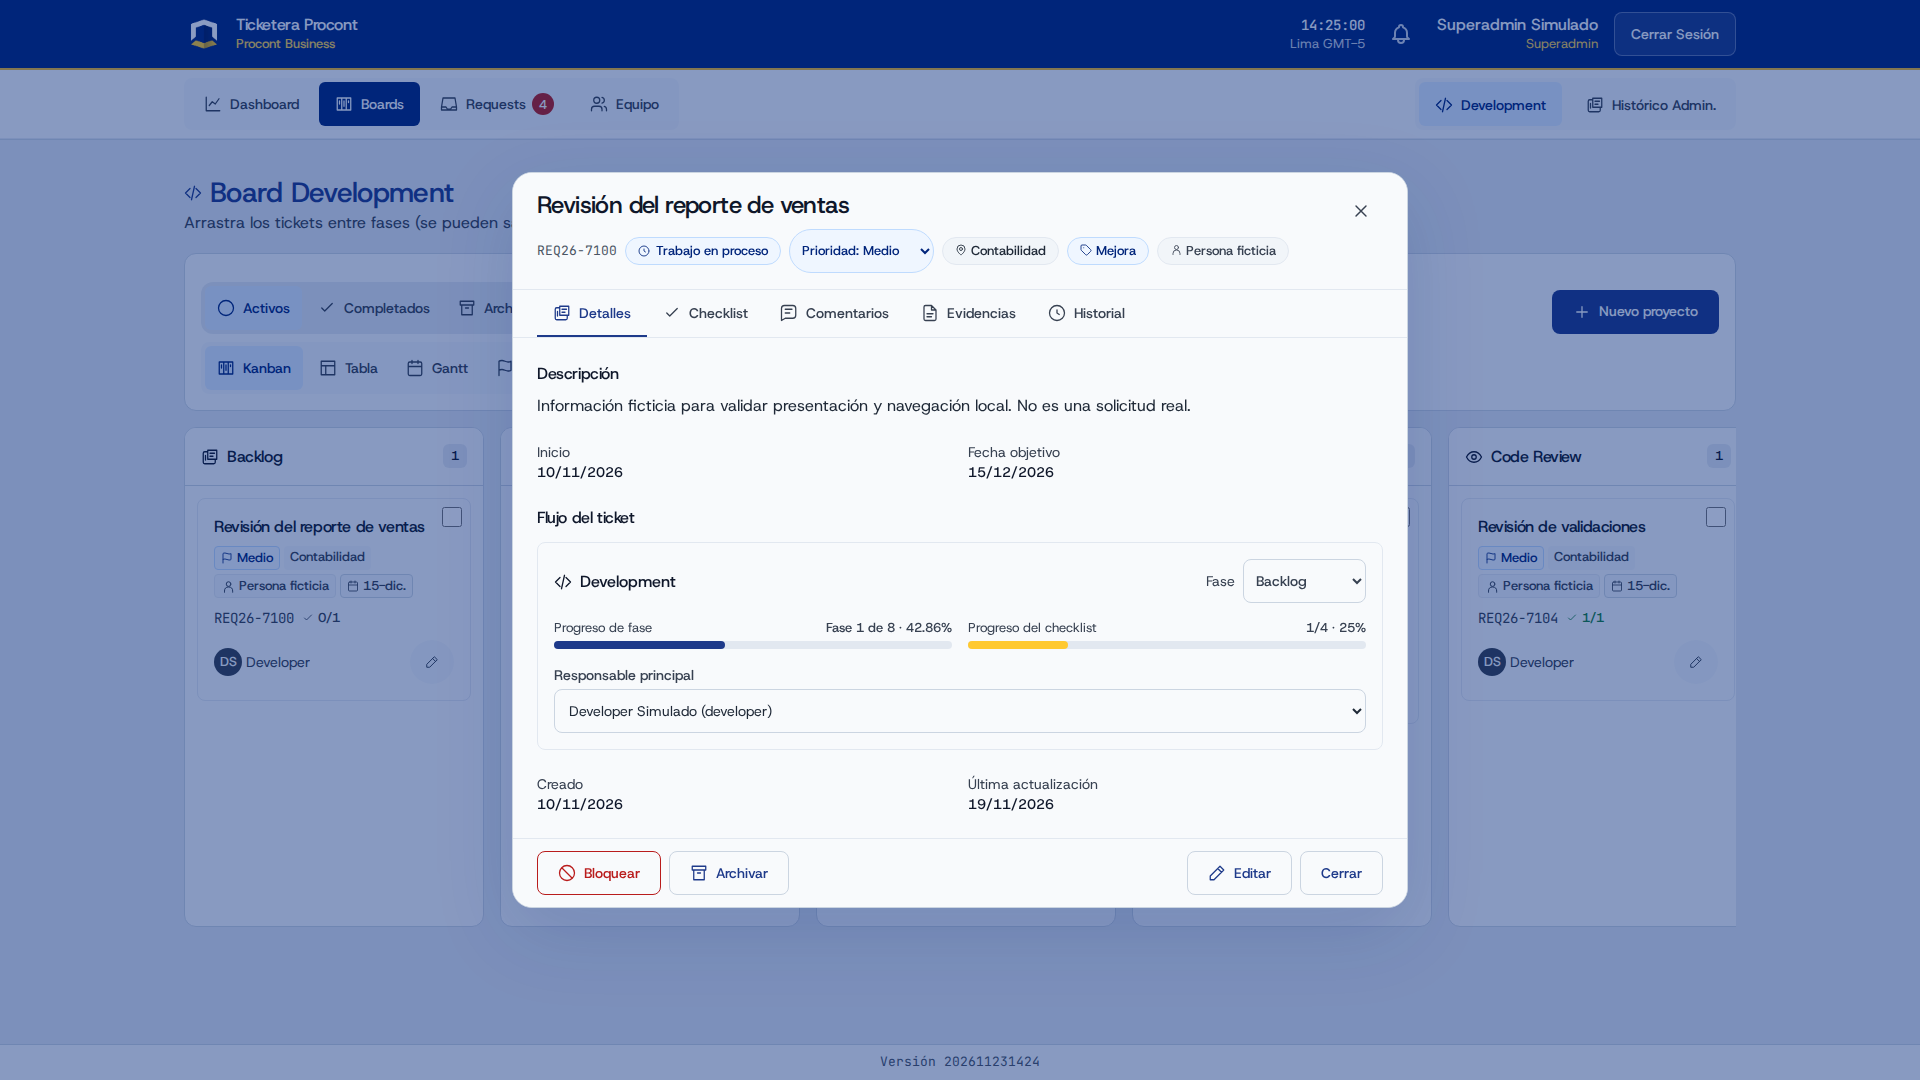 Ticketera Procont
Procont Business
14:25:00
Lima GMT-5
Superadmin Simulado
Superadmin
Cerrar Sesión
Dashboard
Boards
Requests 4
Equipo
Development
Histórico Admin.
Board Development
Arrastra los tickets entre fases (se pueden s
Activos
Completados
Arch
Nuevo proyecto
Kanban
Tabla
Gantt
Backlog 1
Revisión del reporte de ventas
Medio Contabilidad
Persona ficticia 15-dic.
REQ26-7100 0/1
DS Developer
Code Review 1
Revisión de validaciones
Medio Contabilidad
Persona ficticia 15-dic.
REQ26-7104 1/1
DS Developer
Revisión del reporte de ventas
REQ26-7100 Trabajo en proceso Prioridad: Medio Contabilidad Mejora Persona ficticia
Detalles Checklist Comentarios Evidencias Historial
Descripción
Información ficticia para validar presentación y navegación local. No es una solicitud real.
Inicio
10/11/2026
Fecha objetivo
15/12/2026
Flujo del ticket
Development
Fase Backlog
Progreso de fase Fase 1 de 8 · 42.86%
Progreso del checklist 1/4 · 25%
Responsable principal
Developer Simulado (developer)
Creado
10/11/2026
Última actualización
19/11/2026
Bloquear
Archivar
Editar
Cerrar
Versión 202611231424